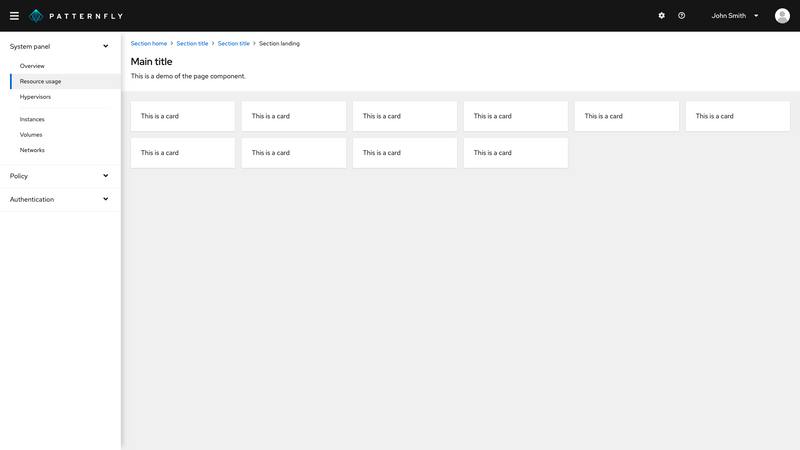 PATTERNFLY
John Smith
System panel
Overview
Resource usage
Hypervisors
Instances
Volumes
Networks
Policy
Authentication
Section home > Section title > Section title > Section landing
Main title
This is a demo of the page component.
This is a card This is a card This is a card This is a card This is a card This is a card
This is a card This is a card This is a card This is a card